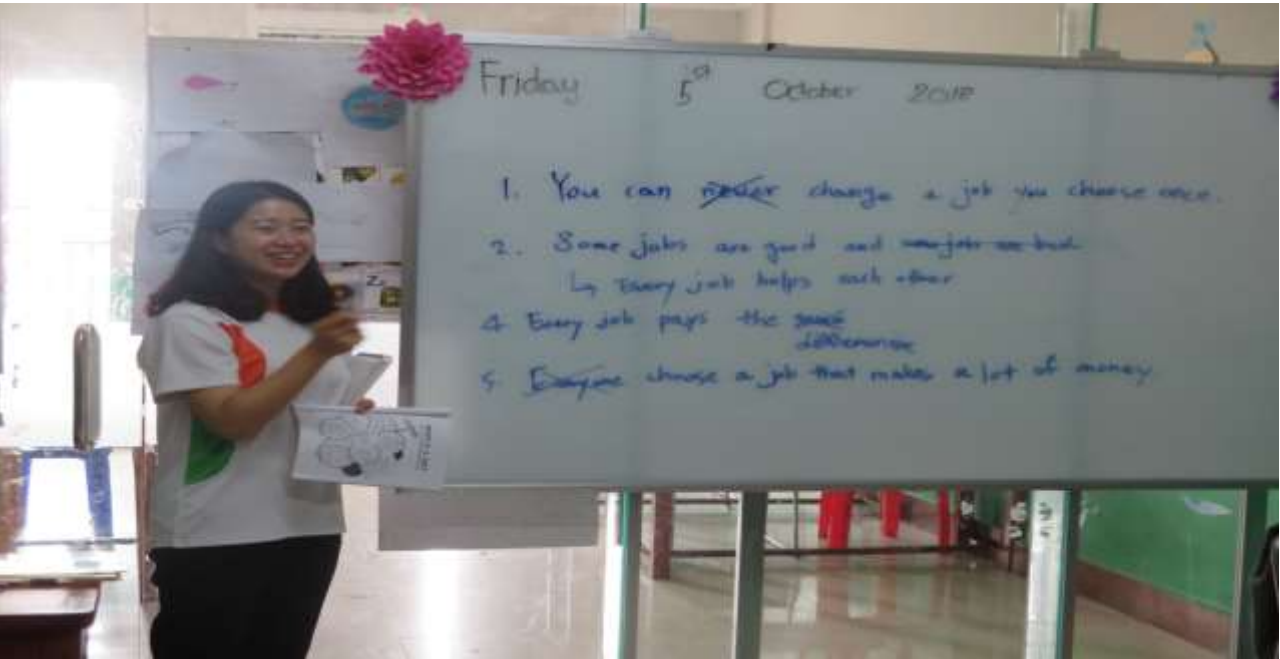 Friday 5th October 2018
1. You can never change a job you choose once.
2. Some jobs are good and some jobs are bad.
↳ Every job helps each other
4 Every job pays the same
difference
5. Everyone choose a job that makes a lot of money